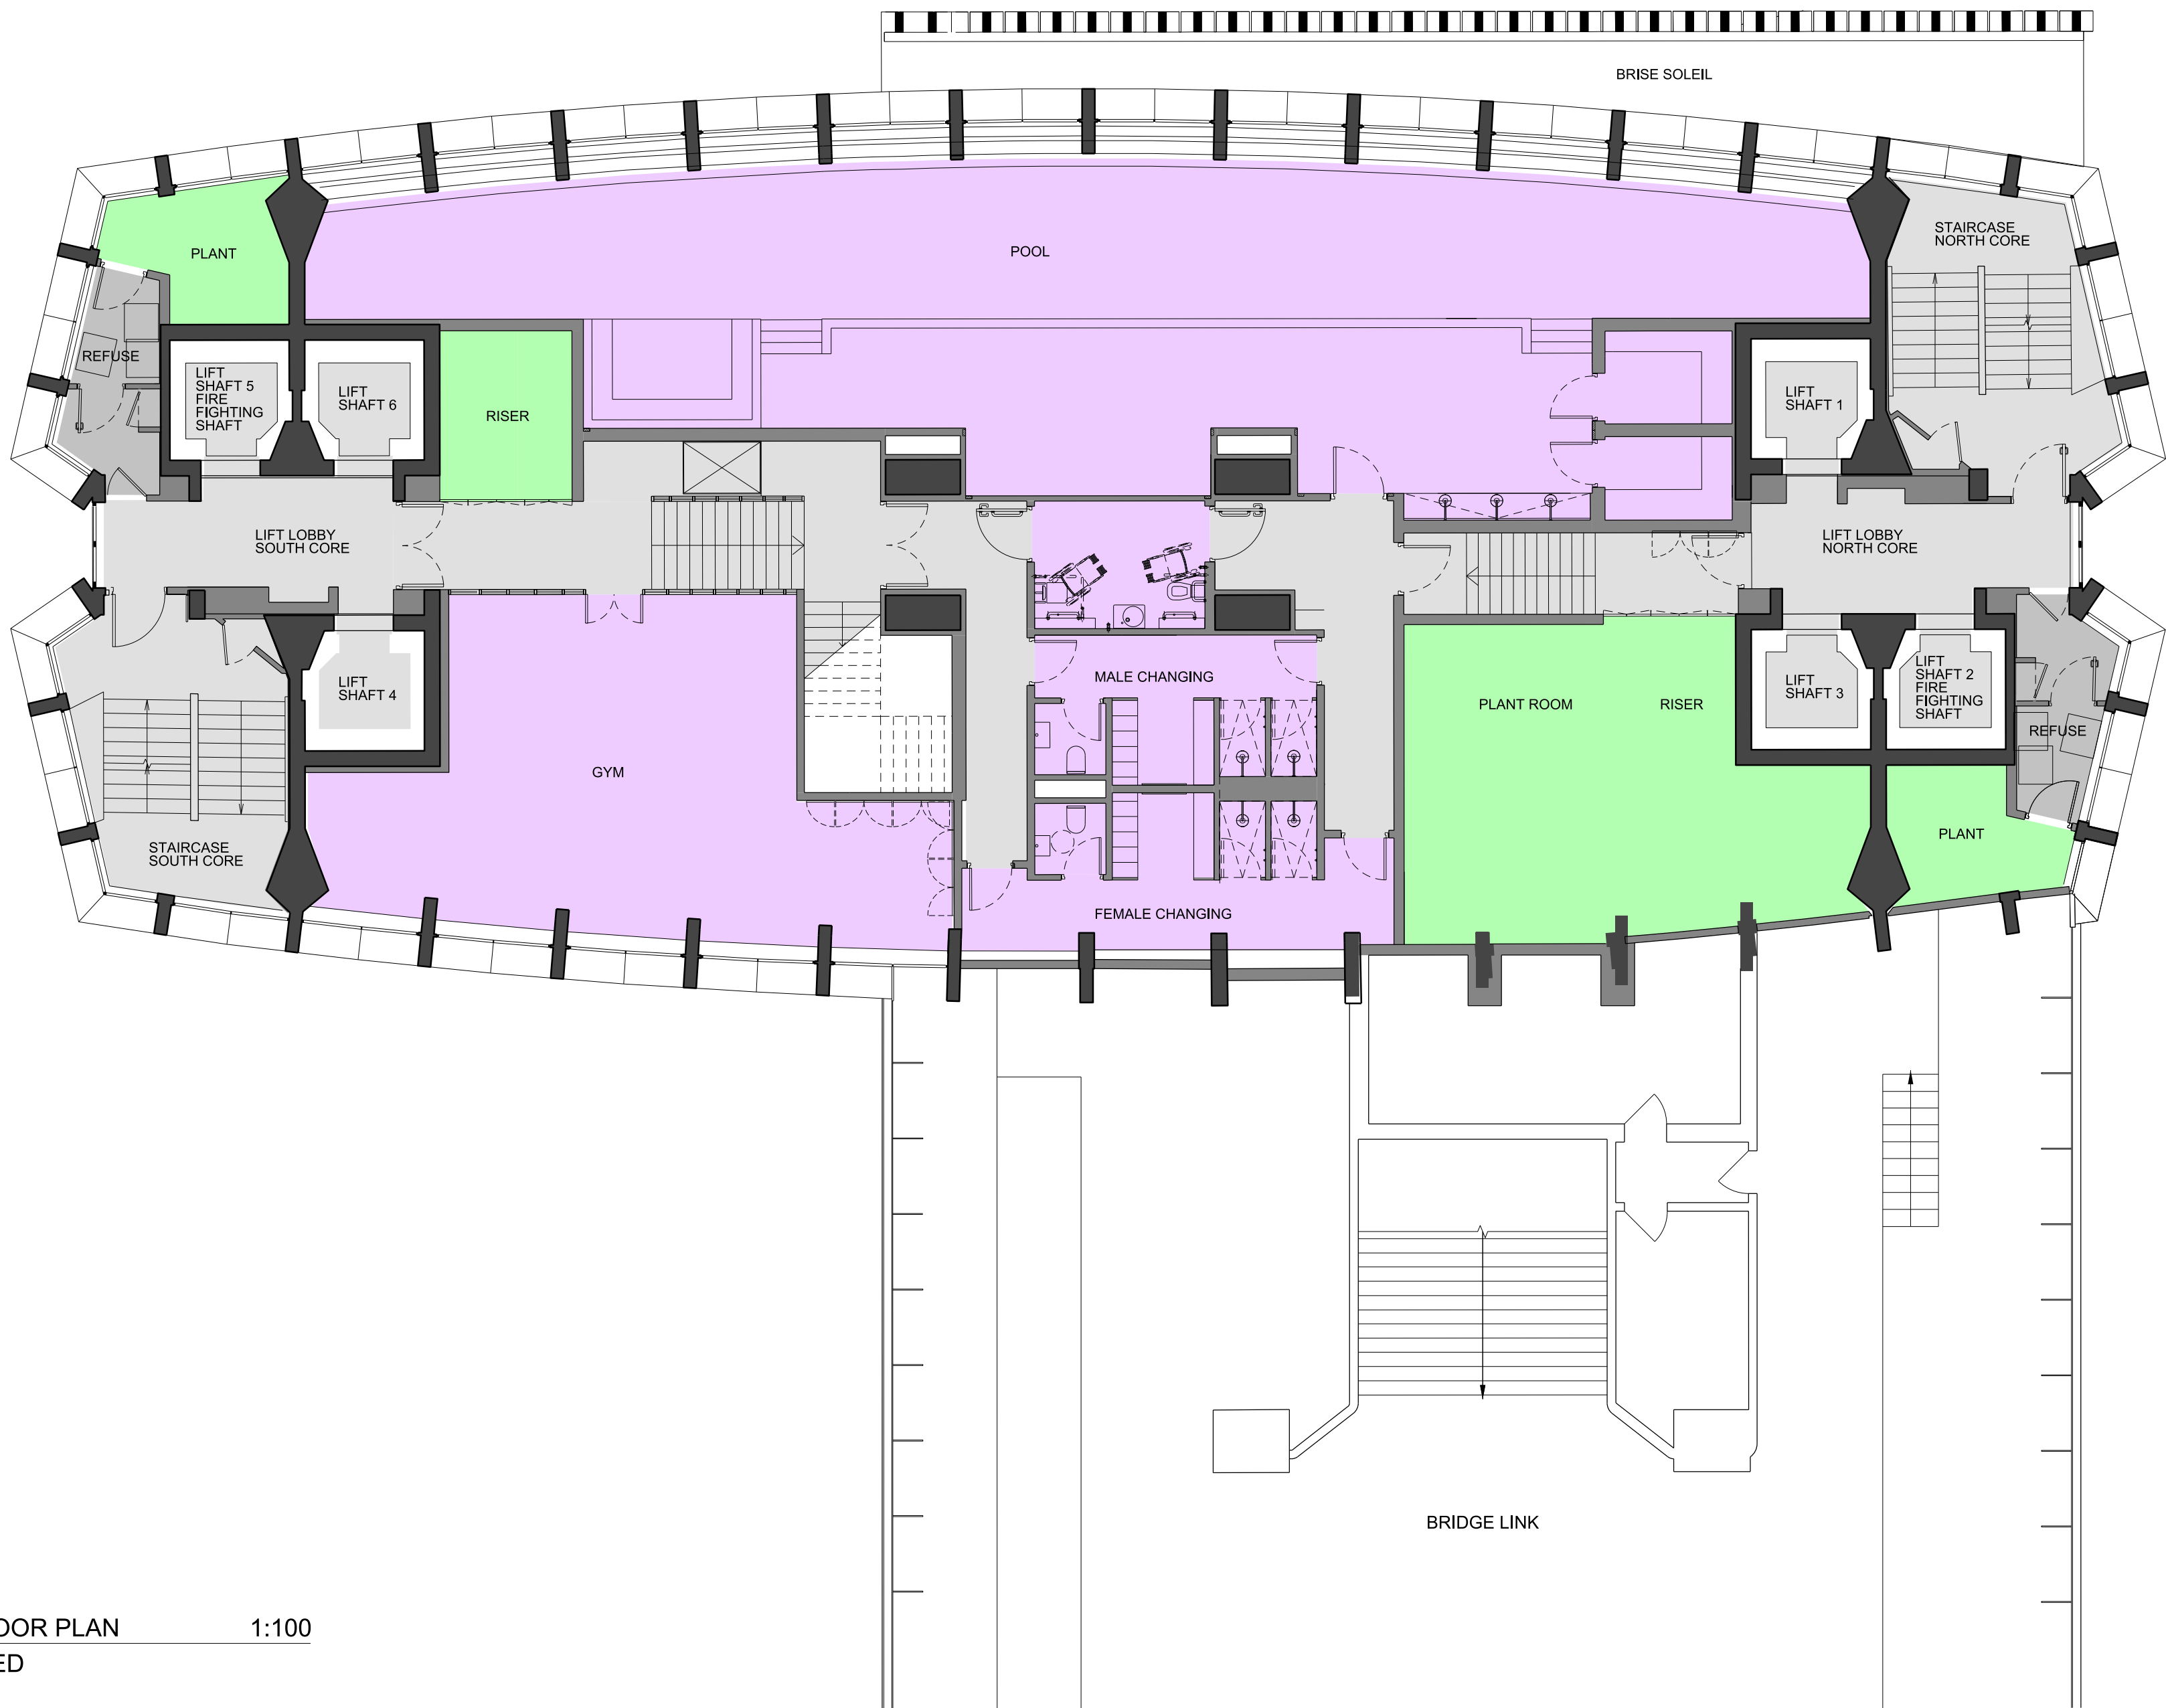 BRISE SOLEIL
STAIRCASE
NORTH CORE
PLANT
POOL
REFUSE
LIFT
SHAFT 5
FIRE
FIGHTING
SHAFT
LIFT
SHAFT 6
RISER
LIFT
SHAFT 1
LIFT LOBBY
SOUTH CORE
LIFT LOBBY
NORTH CORE
LIFT
SHAFT 4
MALE CHANGING
PLANT ROOM
RISER
LIFT
SHAFT 3
LIFT
SHAFT 2
FIRE
FIGHTING
SHAFT
REFUSE
GYM
STAIRCASE
SOUTH CORE
PLANT
FEMALE CHANGING
BRIDGE LINK
OOR PLAN 1:100
ED